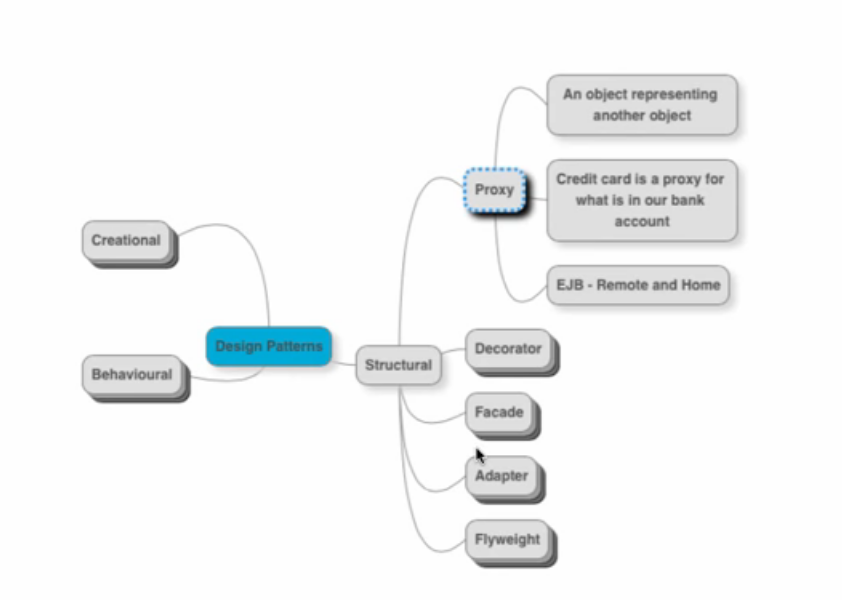 An object representing
another object
Proxy
Credit card is a proxy for
what is in our bank
account
EJB - Remote and Home
Creational
Design Patterns
Behavioural
Structural
Decorator
Facade
Adapter
Flyweight